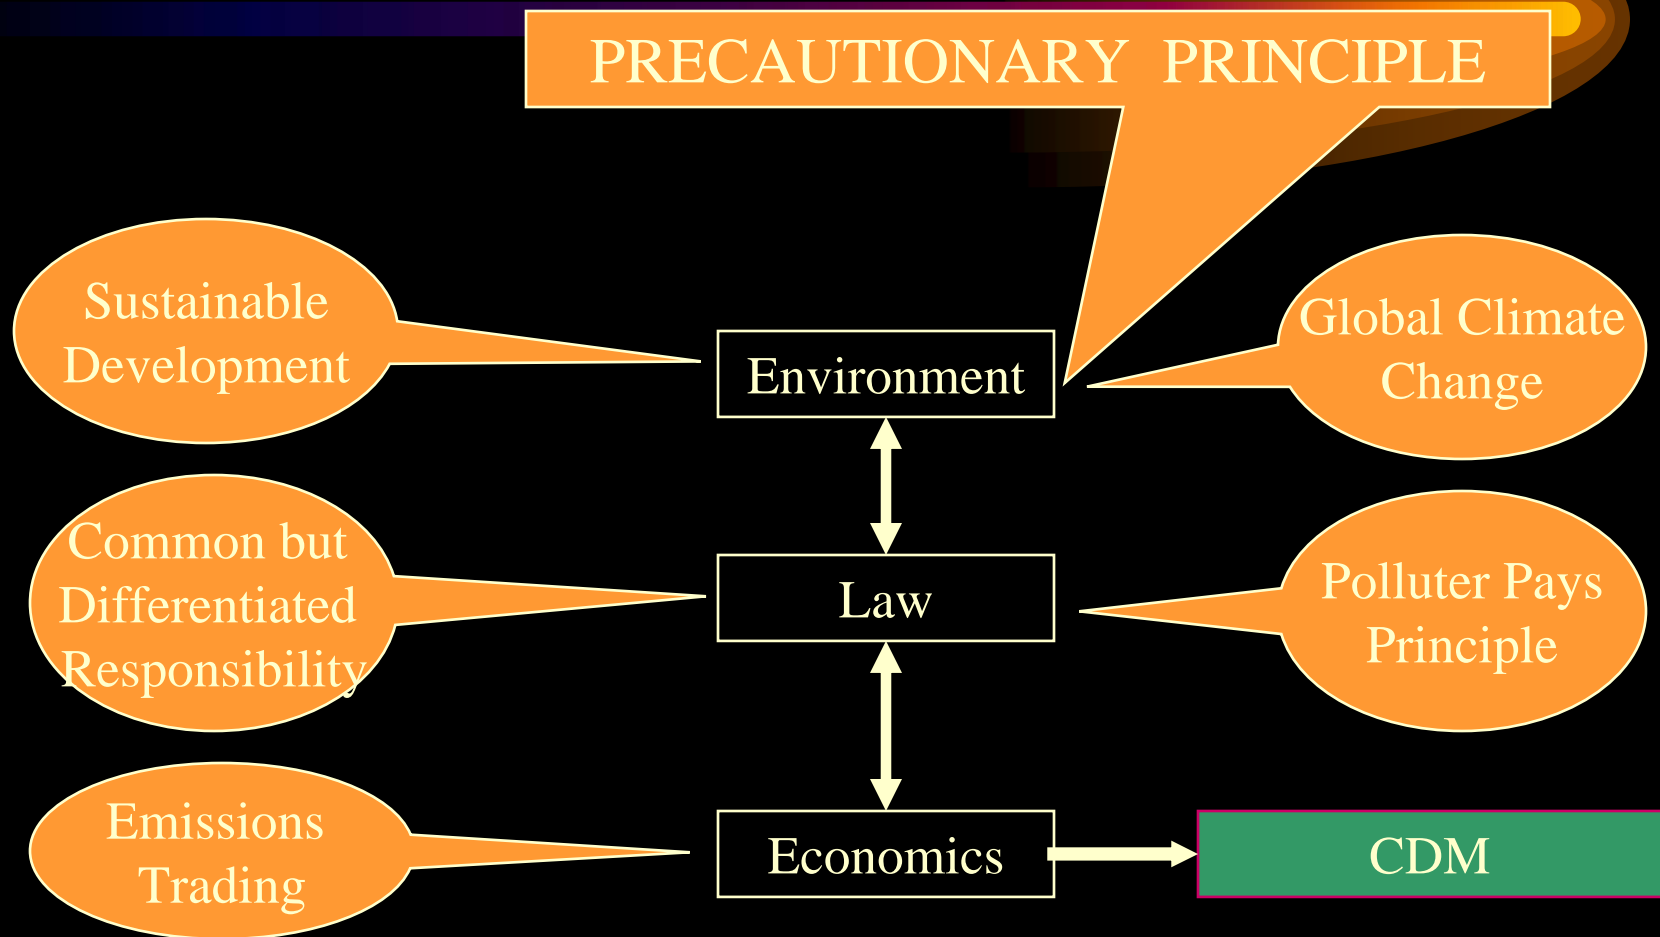 PRECAUTIONARY PRINCIPLE
Sustainable
Development
Environment
Global Climate
Change
Common but
Differentiated
Responsibility
Law
Polluter Pays
Principle
Emissions
Trading
Economics
CDM